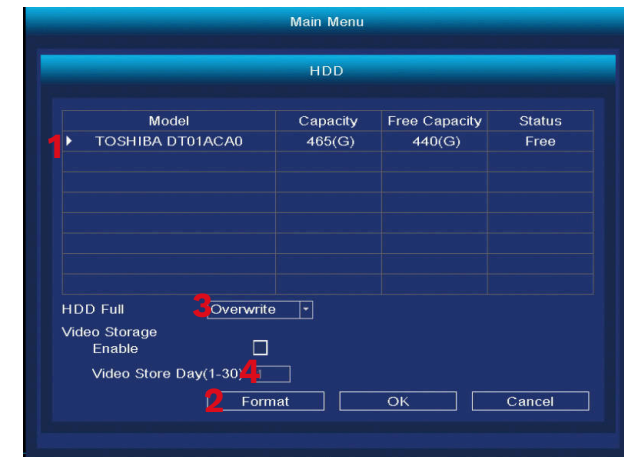 Main Menu
HDD
Model Capacity Free Capacity Status
1 TOSHIBA DT01ACA0 465(G) 440(G) Free
HDD Full 3 Overwrite
Video Storage
Enable
Video Store Day(1-30) 4
2 Format OK Cancel